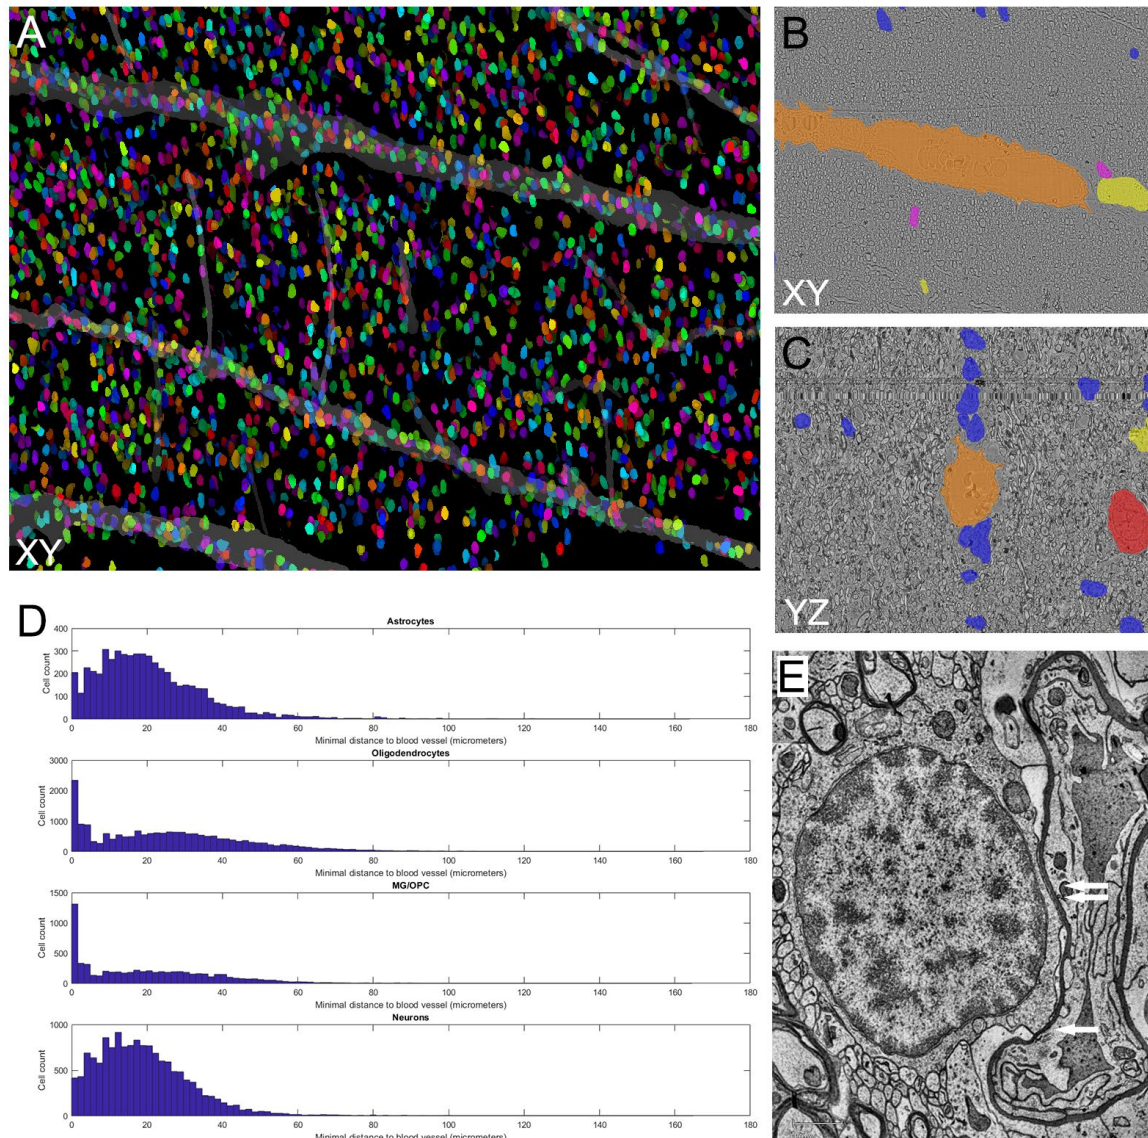 A
XY
B
XY
C
YZ
D
Astrocytes
Cell count
400
300
200
100
0
0 20 40 60 80 100 120 140 160 180
Minimal distance to blood vessel (micrometers)
Oligodendrocytes
Cell count
3000
2000
1000
0
0 20 40 60 80 100 120 140 160 180
Minimal distance to blood vessel (micrometers)
MG/OPC
Cell count
1500
1000
500
0
0 20 40 60 80 100 120 140 160 180
Minimal distance to blood vessel (micrometers)
Neurons
Cell count
1000
500
0
0 20 40 60 80 100 120 140 160 180
Minimal distance to blood vessel (micrometers)
E